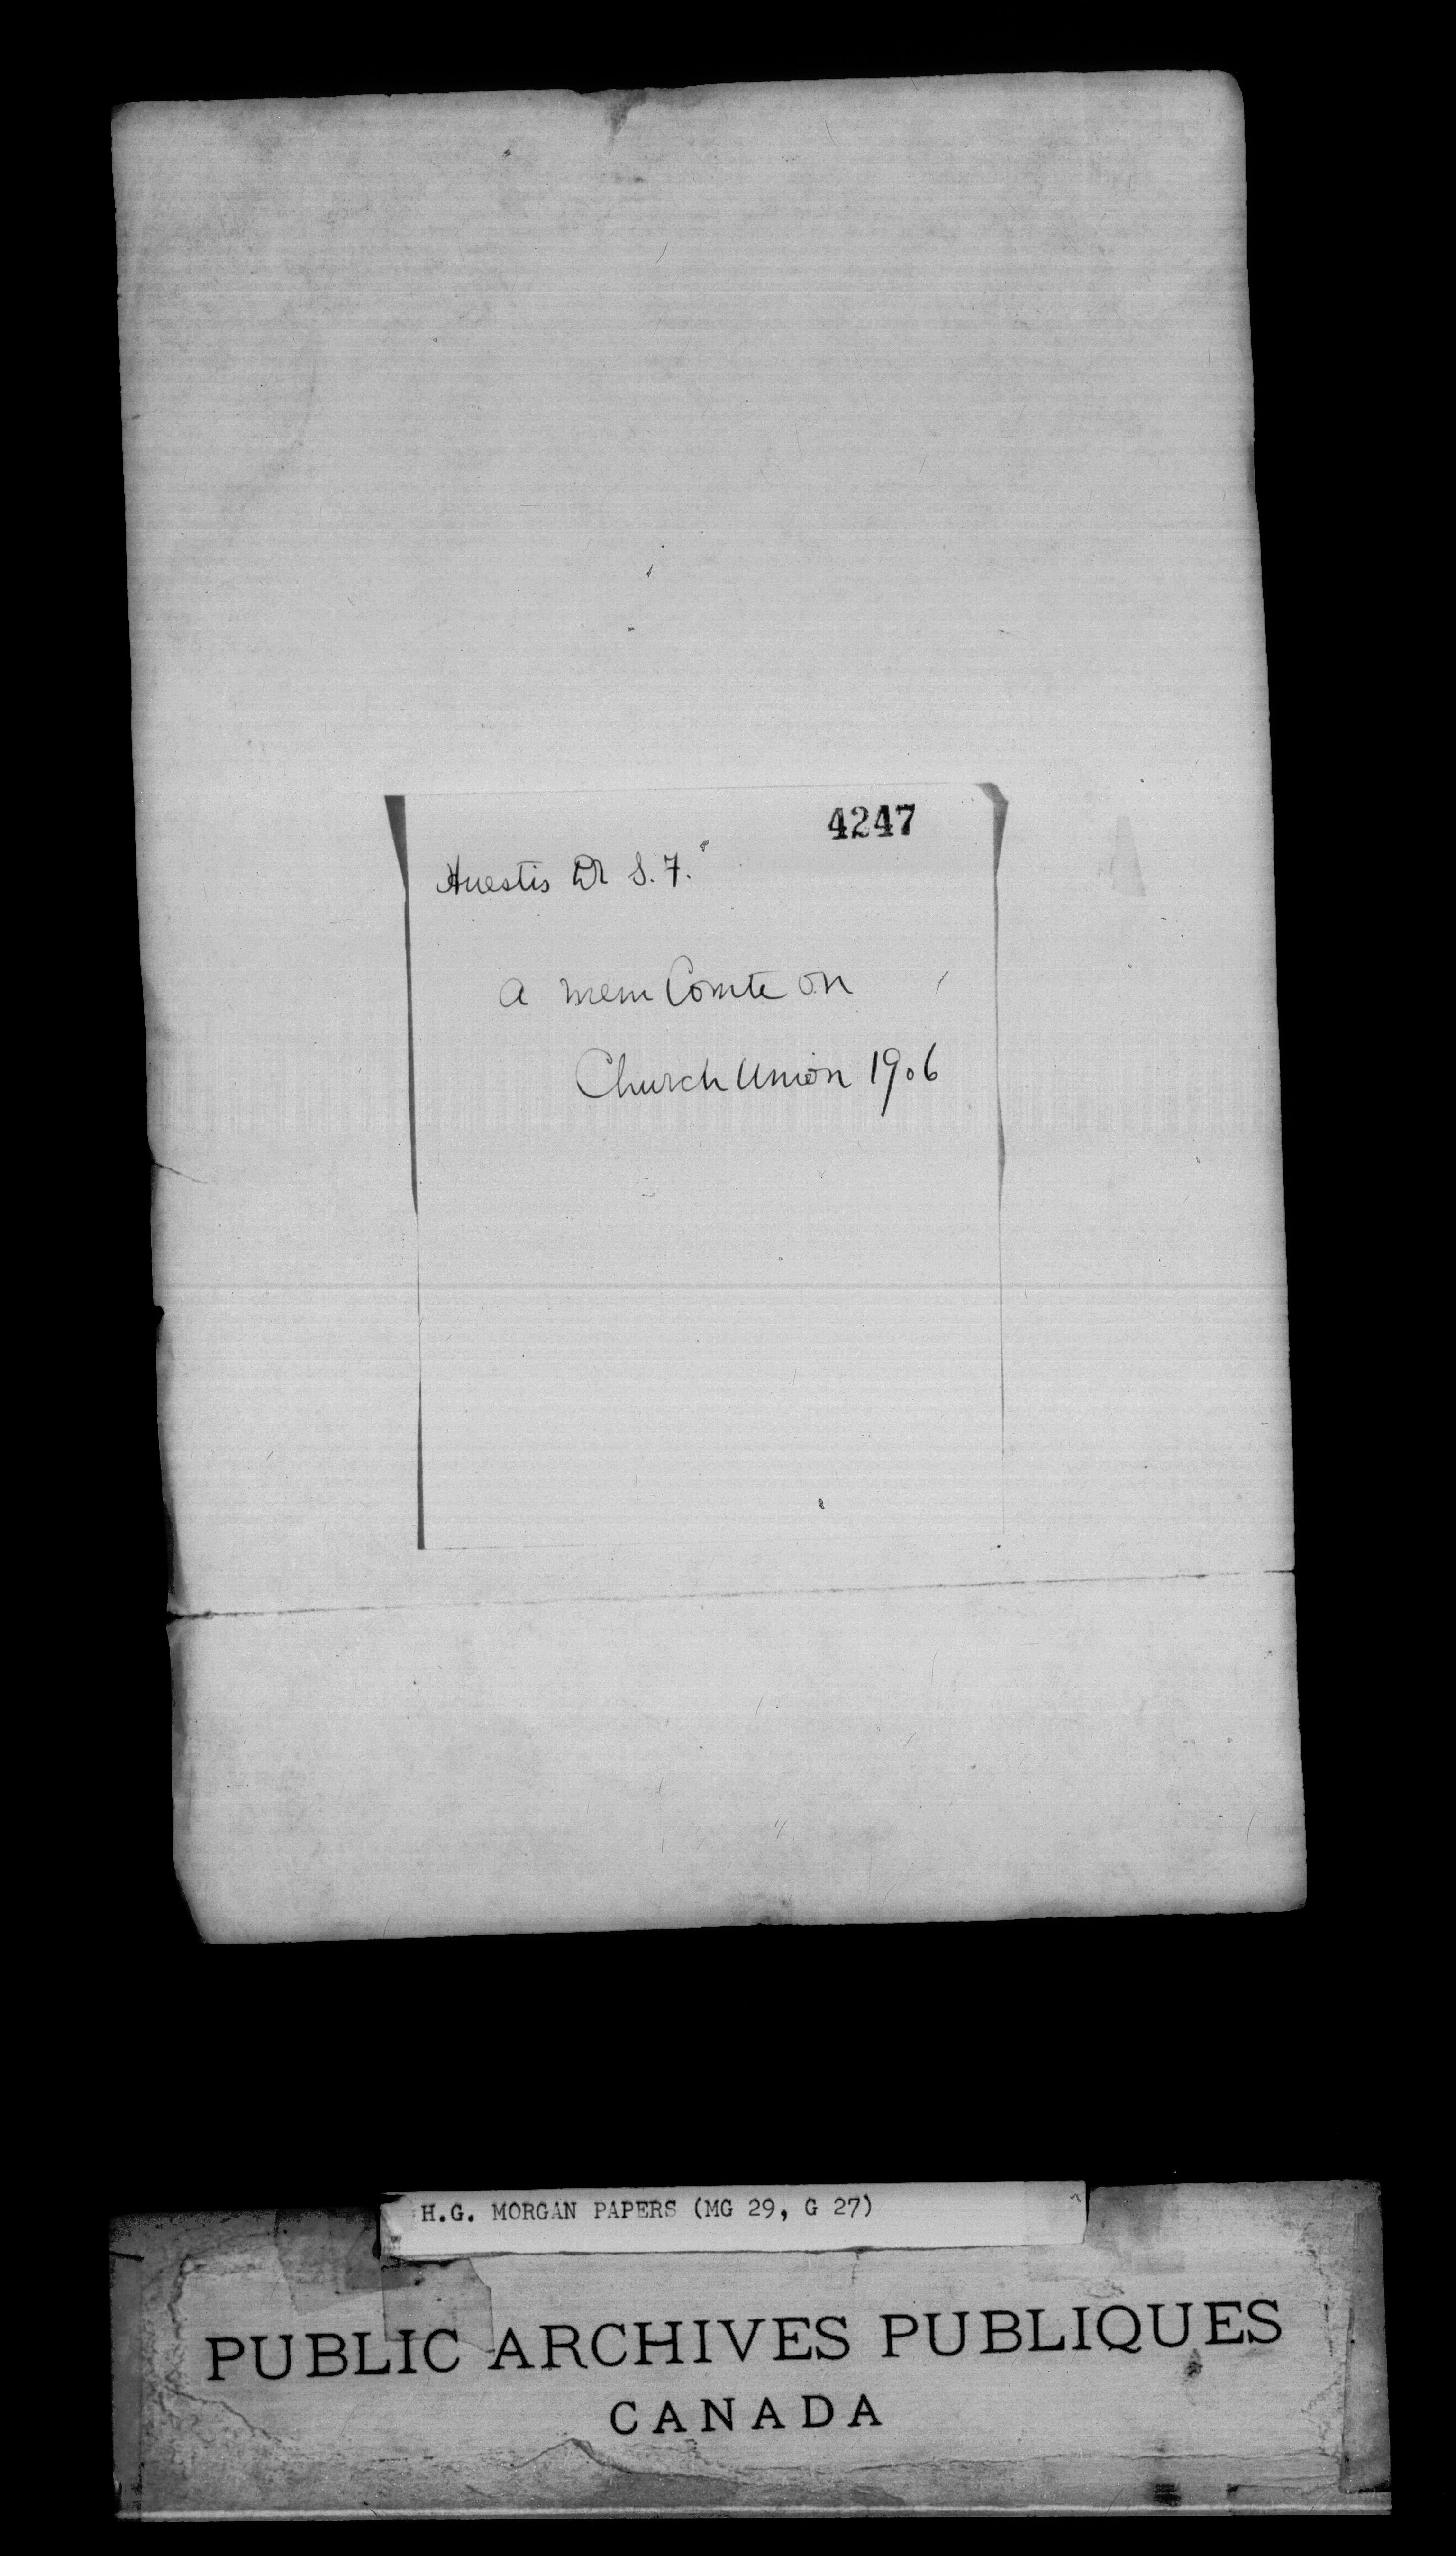 4247
Huestis Dr S. F.
a mem Comte on
Church Union 1906
H.G. MORGAN PAPERS (MG 29, G 27)
PUBLIC ARCHIVES PUBLIQUES
CANADA